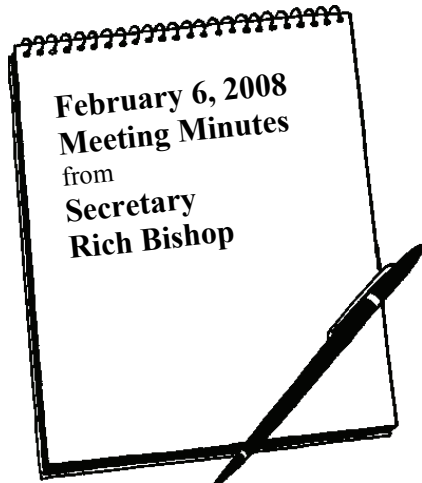 February 6, 2008
Meeting Minutes
from
Secretary
Rich Bishop